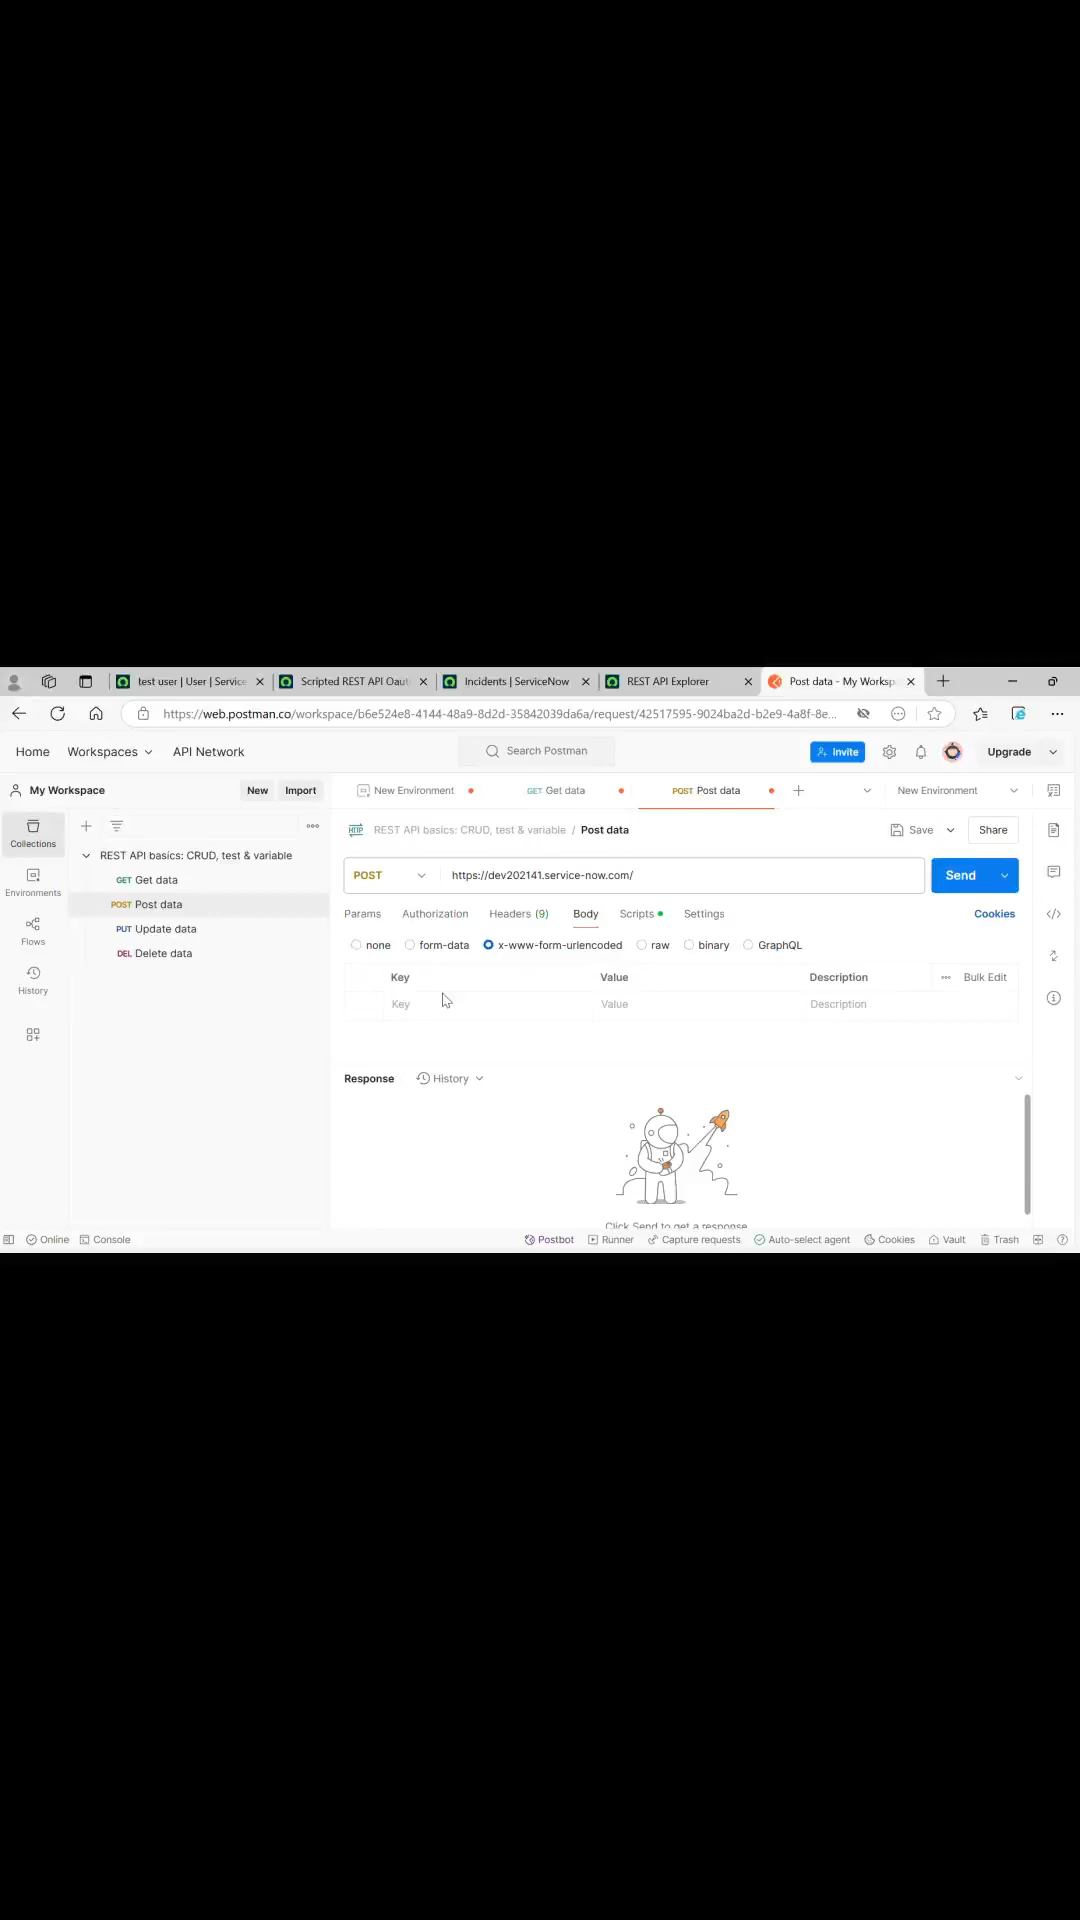 test user | User | Service
Scripted REST API Oaut
Incidents | ServiceNow
REST API Explorer
Post data - My Worksp
https://web.postman.co/workspace/b6e524e8-4144-48a9-8d2d-35842039da6a/request/42517595-9024ba2d-b2e9-4a8f-8e...
Home Workspaces API Network Search Postman Invite Upgrade
My Workspace New Import
New Environment GET Get data POST Post data New Environment
Collections
Environments
Flows
History
REST API basics: CRUD, test & variable
GET Get data
POST Post data
PUT Update data
DEL Delete data
HTTP REST API basics: CRUD, test & variable / Post data Save Share
POST https://dev202141.service-now.com/ Send
Params Authorization Headers (9) Body Scripts Settings Cookies
none form-data x-www-form-urlencoded raw binary GraphQL
Key Value Description Bulk Edit
Key Value Description
Response History
Click Send to get a response
Online Console Postbot Runner Capture requests Auto-select agent Cookies Vault Trash